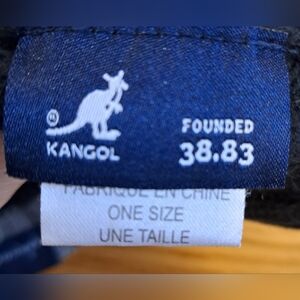 KANGOL
FOUNDED
38.83
FABRIQUE EN CHINE
ONE SIZE
UNE TAILLE